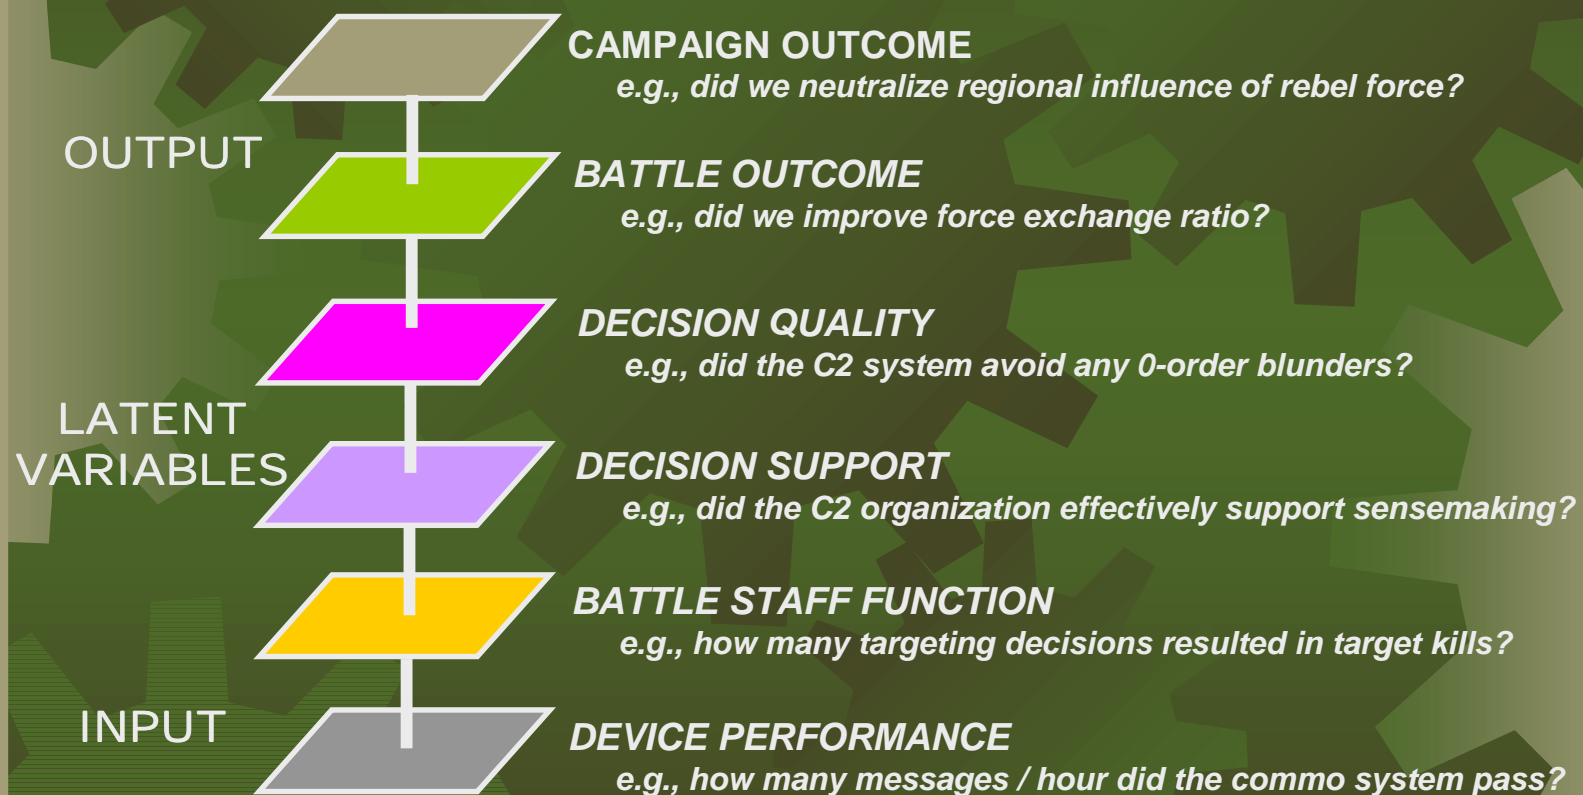 CAMPAIGN OUTCOME
e.g., did we neutralize regional influence of rebel force?
OUTPUT
BATTLE OUTCOME
e.g., did we improve force exchange ratio?
DECISION QUALITY
e.g., did the C2 system avoid any 0-order blunders?
LATENT
VARIABLES
DECISION SUPPORT
e.g., did the C2 organization effectively support sensemaking?
BATTLE STAFF FUNCTION
e.g., how many targeting decisions resulted in target kills?
INPUT
DEVICE PERFORMANCE
e.g., how many messages / hour did the commo system pass?